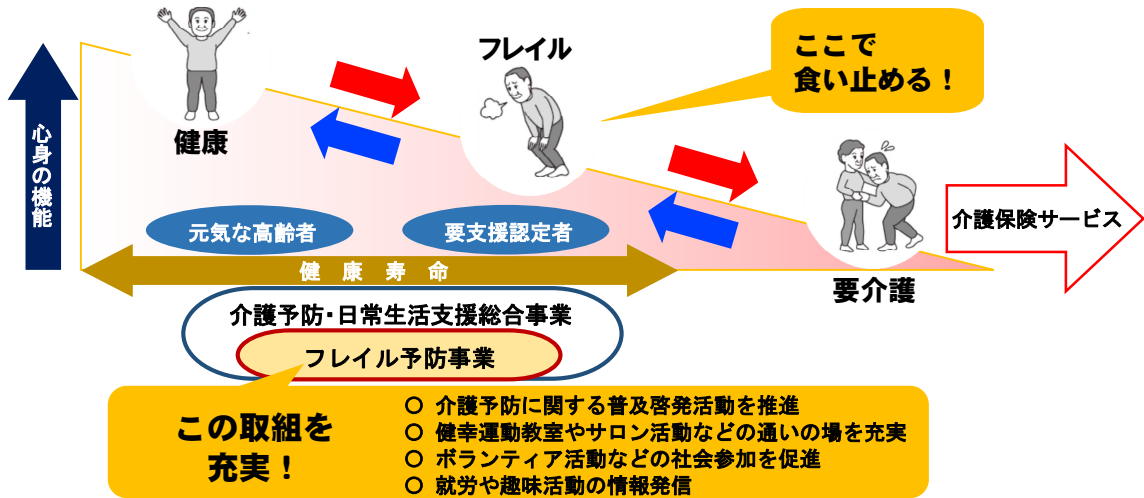 心身の機能
健康
フレイル
ここで
食い止める！
元気な高齢者
要支援認定者
健康寿命
要介護
介護保険サービス
介護予防・日常生活支援総合事業
フレイル予防事業
この取組を
充実！
○ 介護予防に関する普及啓発活動を推進
○ 健幸運動教室やサロン活動などの通いの場を充実
○ ボランティア活動などの社会参加を促進
○ 就労や趣味活動の情報発信